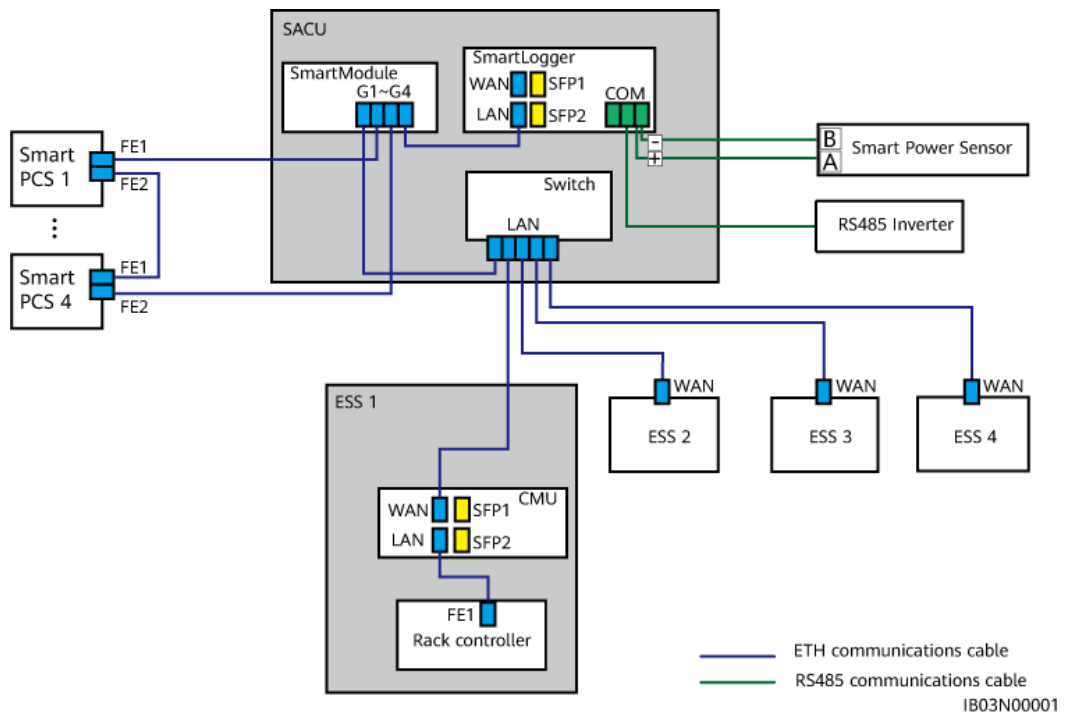 SACU
SmartModule
G1~G4
SmartLogger
WAN
SFP1
LAN
SFP2
COM
Smart
PCS 1
FE1
FE2
−
+
B
A
Smart Power Sensor
Switch
LAN
RS485 Inverter
Smart
PCS 4
FE1
FE2
WAN
ESS 2
WAN
ESS 3
WAN
ESS 4
ESS 1
CMU
WAN
SFP1
LAN
SFP2
FE1
Rack controller
ETH communications cable
RS485 communications cable
IB03N00001